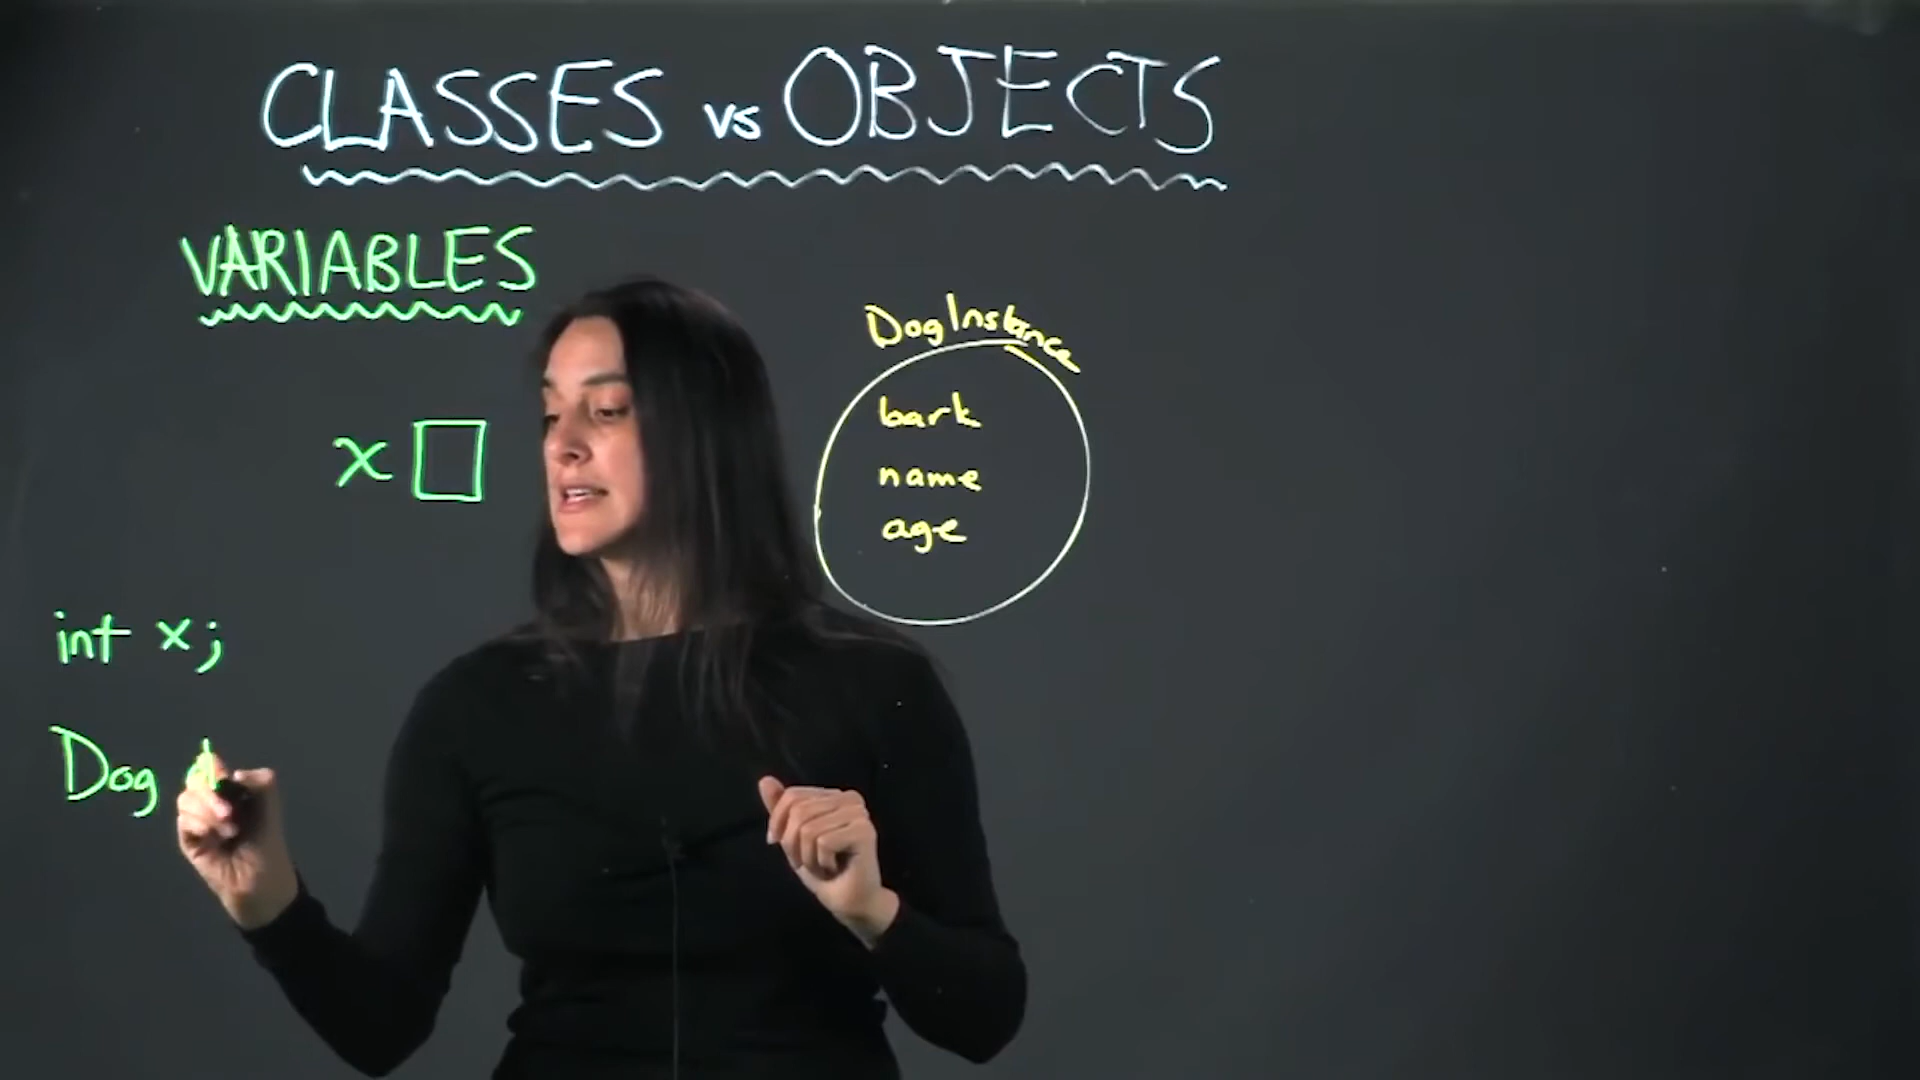 CLASSES vs OBJECTS
VARIABLES
x
int x;
Dog d
DogInstance
bark
name
age